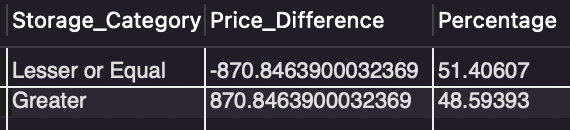 Storage_Category Price_Difference Percentage
Lesser or Equal -870.8463900032369 51.40607
Greater 870.8463900032369 48.59393